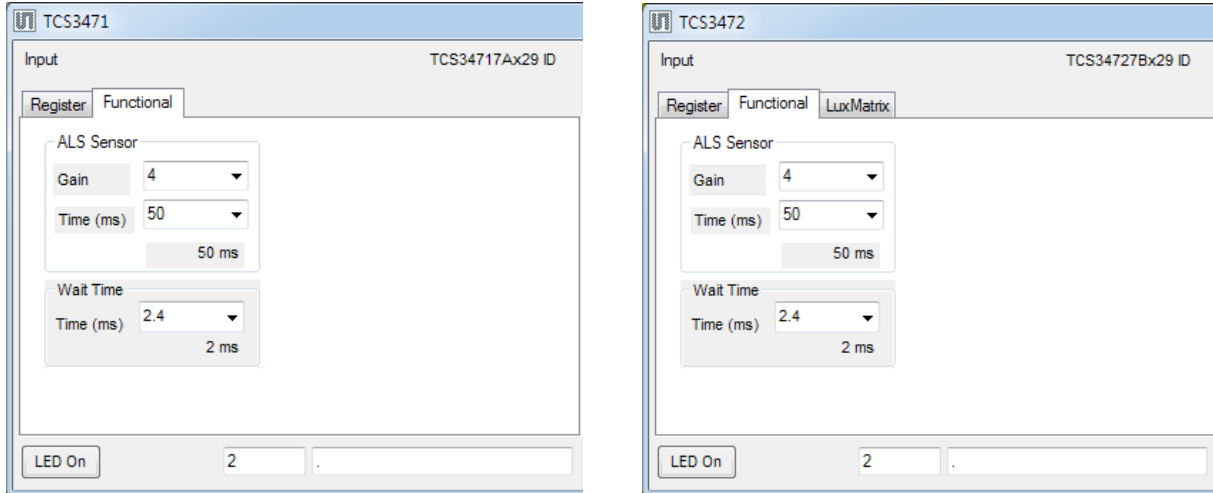 TCS3471
Input TCS34717Ax29 ID
Register Functional
ALS Sensor
Gain 4
Time (ms) 50
50 ms
Wait Time
Time (ms) 2.4
2 ms
LED On 2 .
TCS3472
Input TCS34727Bx29 ID
Register Functional LuxMatrix
ALS Sensor
Gain 4
Time (ms) 50
50 ms
Wait Time
Time (ms) 2.4
2 ms
LED On 2 .